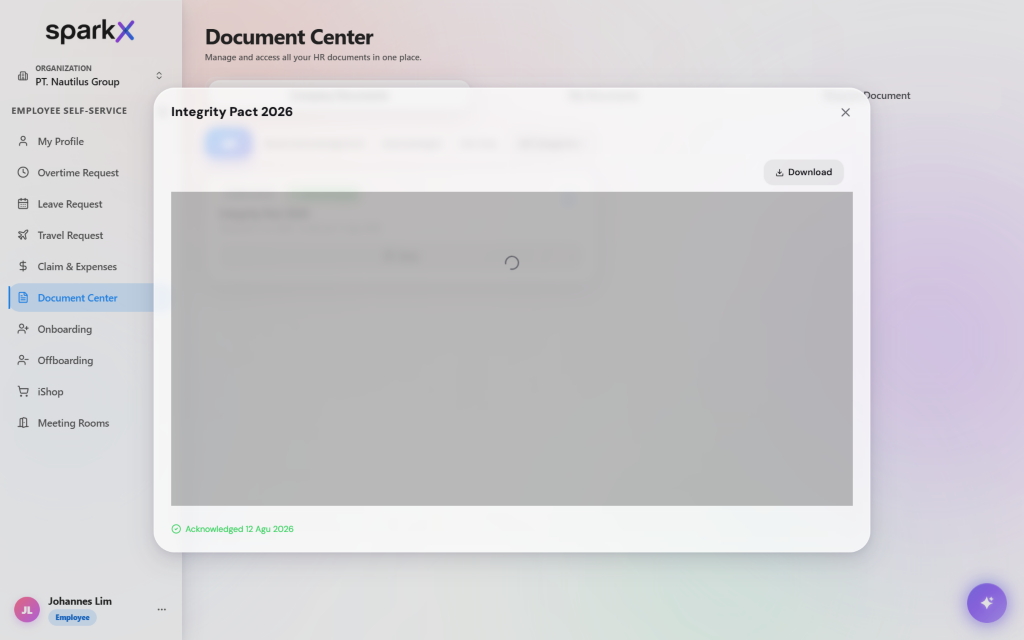 sparkX
ORGANIZATION
PT. Nautilus Group
EMPLOYEE SELF-SERVICE
My Profile
Overtime Request
Leave Request
Travel Request
Claim & Expenses
Document Center
Onboarding
Offboarding
iShop
Meeting Rooms
JL
Johannes Lim
Employee
Document Center
Manage and access all your HR documents in one place.
Document
Integrity Pact 2026
Download
Acknowledged 12 Agu 2026